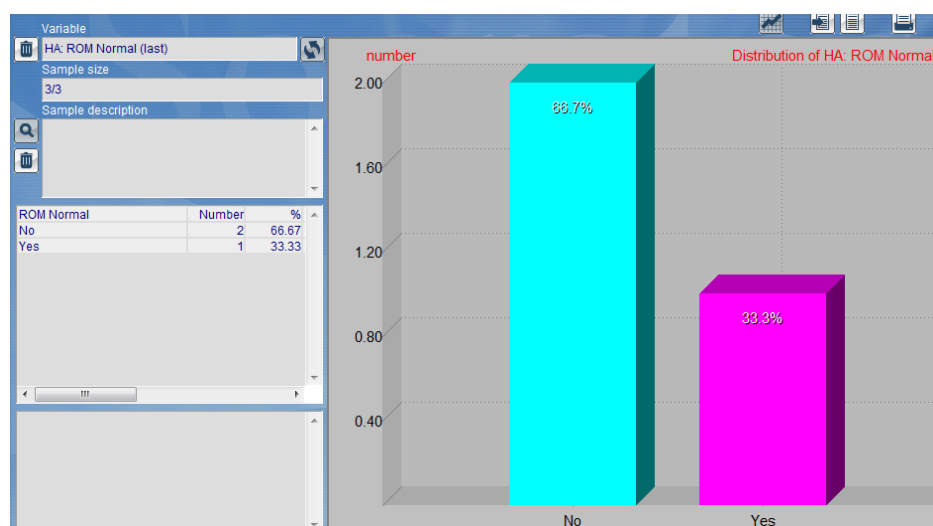 Variable
HA: ROM Normal (last)
Sample size
3/3
Sample description
ROM Normal Number %
No 2 66.67
Yes 1 33.33
number
Distribution of HA: ROM Normal
2.00
1.60
1.20
0.80
0.40
66.7%
33.3%
No
Yes